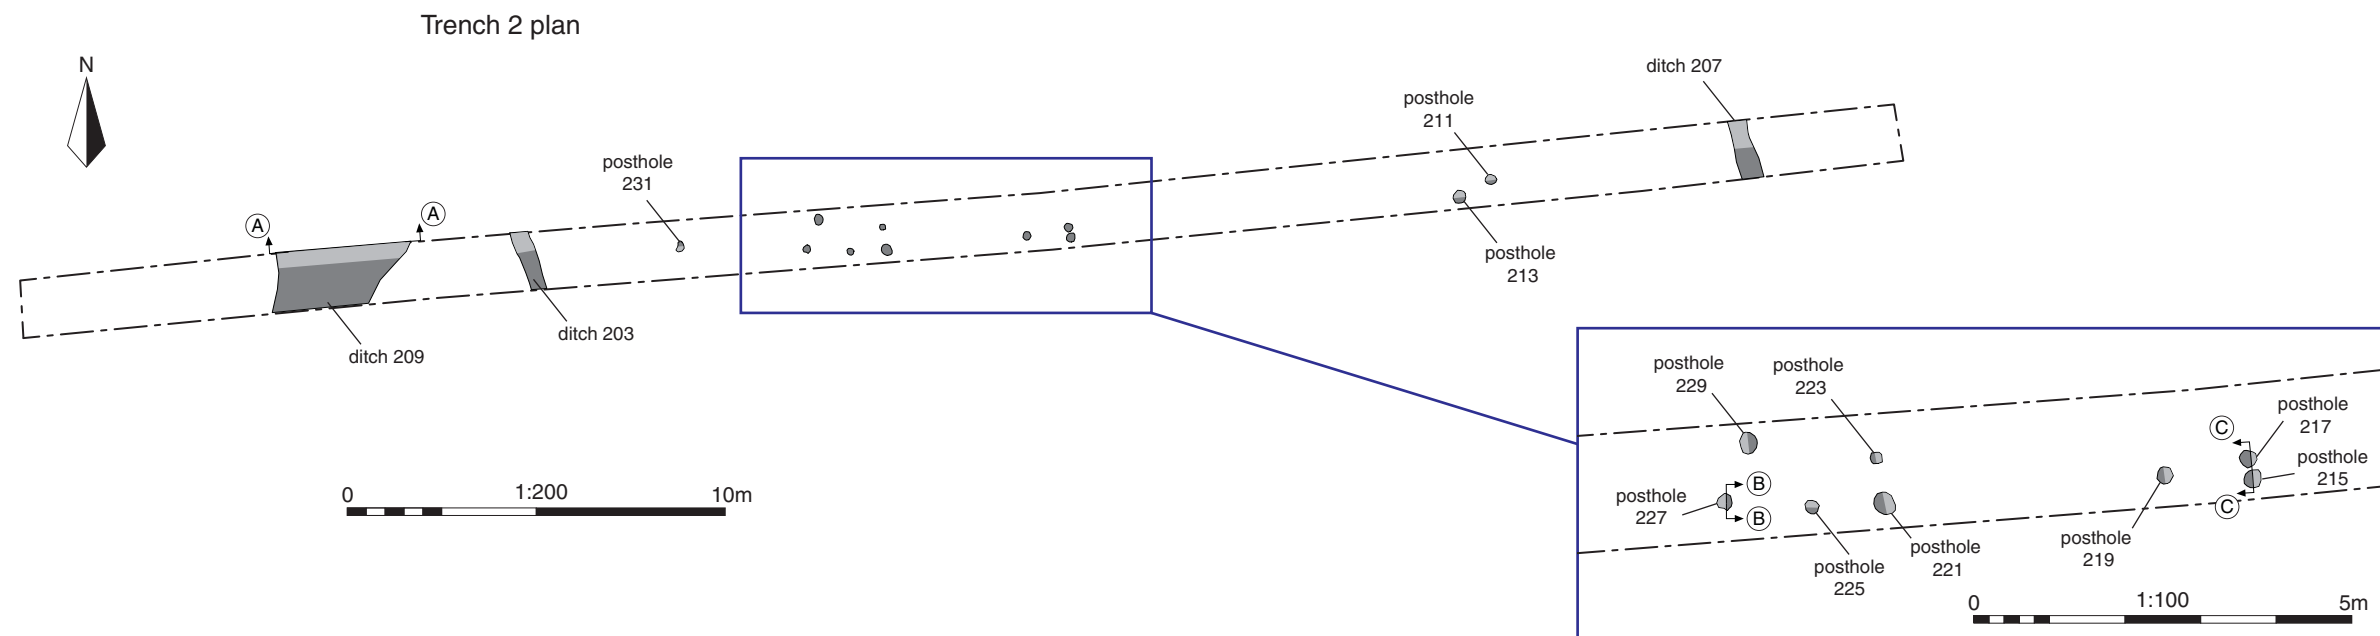 Trench 2 plan
N
ditch 207
posthole
211
posthole
231
A
A
posthole
213
ditch 203
ditch 209
0
1:200
10m
posthole
229
posthole
223
posthole
217
C
posthole
215
B
posthole
227
B
C
posthole
219
posthole
221
posthole
225
0
1:100
5m